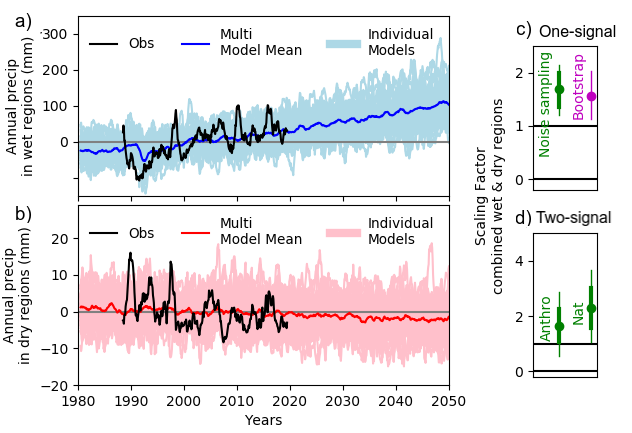 a)
Obs
Multi
Model Mean
Individual
Models
300
200
100
0
Annual precip
in wet regions (mm)
b)
Obs
Multi
Model Mean
Individual
Models
20
10
0
−10
−20
Annual precip
in dry regions (mm)
1980
1990
2000
2010
2020
2030
2040
2050
Years
Scaling Factor
combined wet & dry regions
c) One-signal
2
1
0
Noise sampling
Bootstrap
d) Two-signal
4
2
0
Anthro
Nat